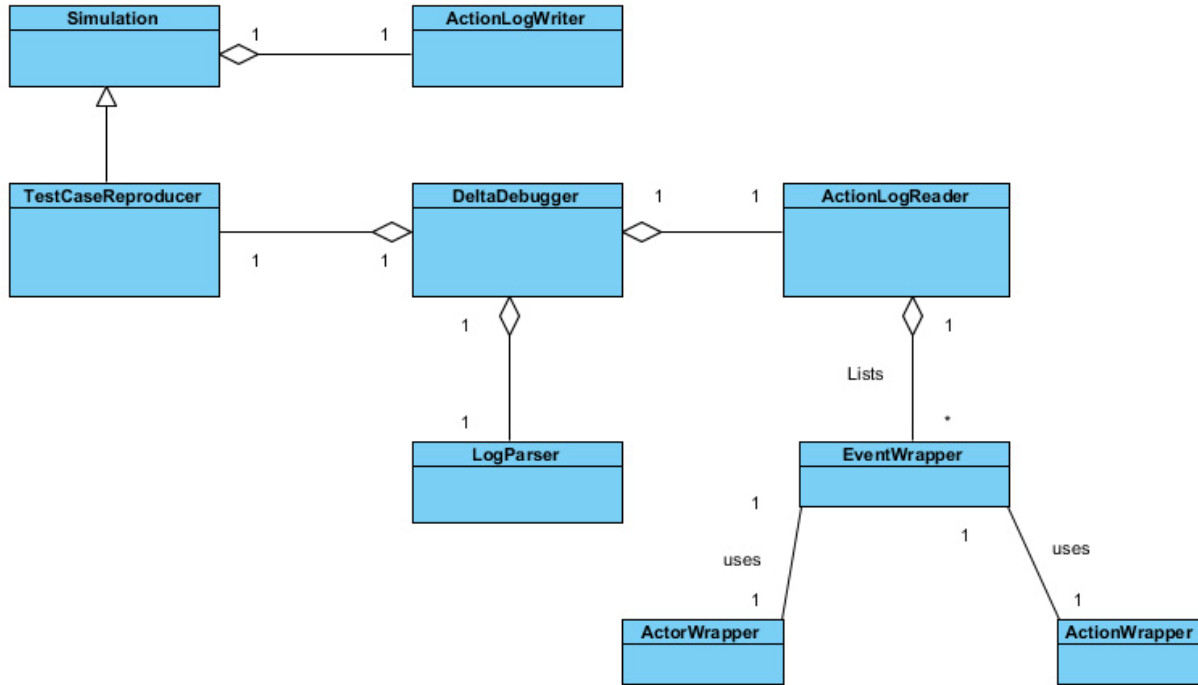 Simulation
ActionLogWriter
1
1
TestCaseReproducer
DeltaDebugger
ActionLogReader
1
1
1
1
1
1
Lists
1
*
LogParser
EventWrapper
1
1
uses
uses
1
1
ActorWrapper
ActionWrapper